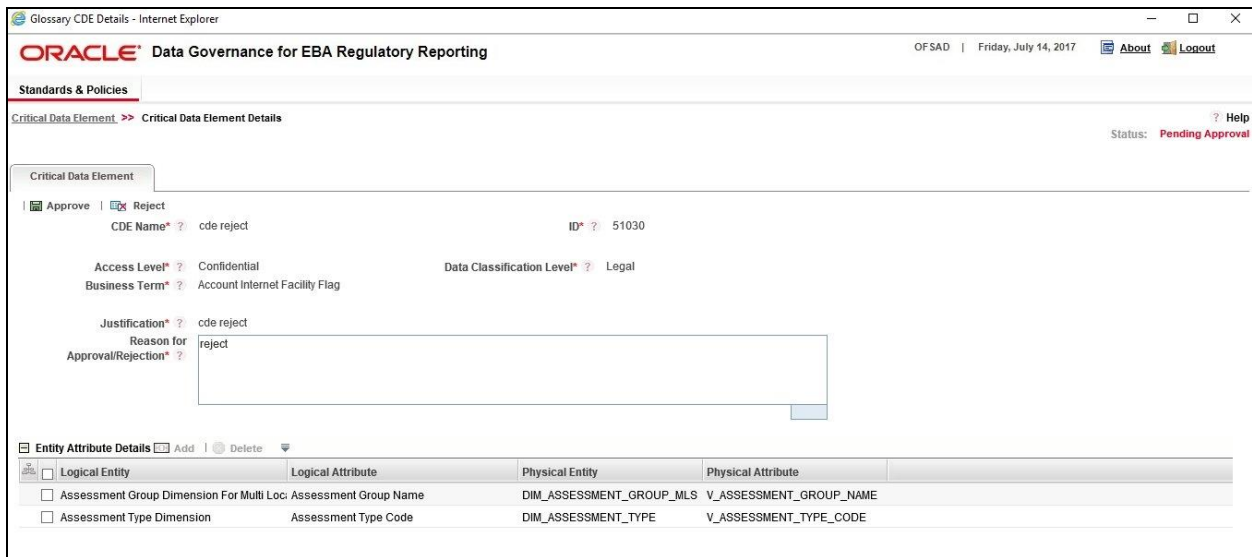 Glossary CDE Details - Internet Explorer
ORACLE Data Governance for EBA Regulatory Reporting OFSAD | Friday, July 14, 2017 About Logout
Standards & Policies
Critical Data Element >> Critical Data Element Details ? Help
Status: Pending Approval
Critical Data Element
| Approve | Reject
CDE Name* ? cde reject ID* ? 51030
Access Level* ? Confidential Data Classification Level* ? Legal
Business Term* ? Account Internet Facility Flag
Justification* ? cde reject
Reason for
Approval/Rejection* ? reject
Entity Attribute Details Add | Delete
Logical Entity Logical Attribute Physical Entity Physical Attribute
Assessment Group Dimension For Multi Loca Assessment Group Name DIM_ASSESSMENT_GROUP_MLS V_ASSESSMENT_GROUP_NAME
Assessment Type Dimension Assessment Type Code DIM_ASSESSMENT_TYPE V_ASSESSMENT_TYPE_CODE